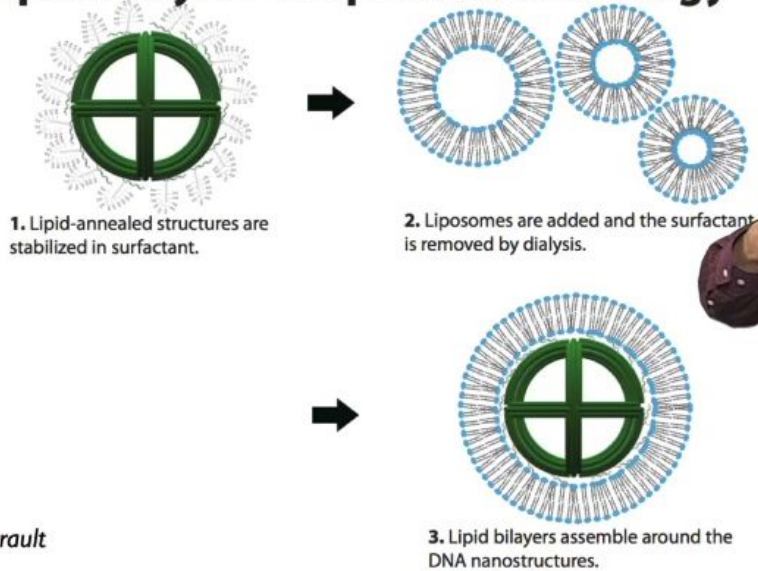 1. Lipid-annealed structures are
stabilized in surfactant.
2. Liposomes are added and the surfactant
is removed by dialysis.
rault
3. Lipid bilayers assemble around the
DNA nanostructures.